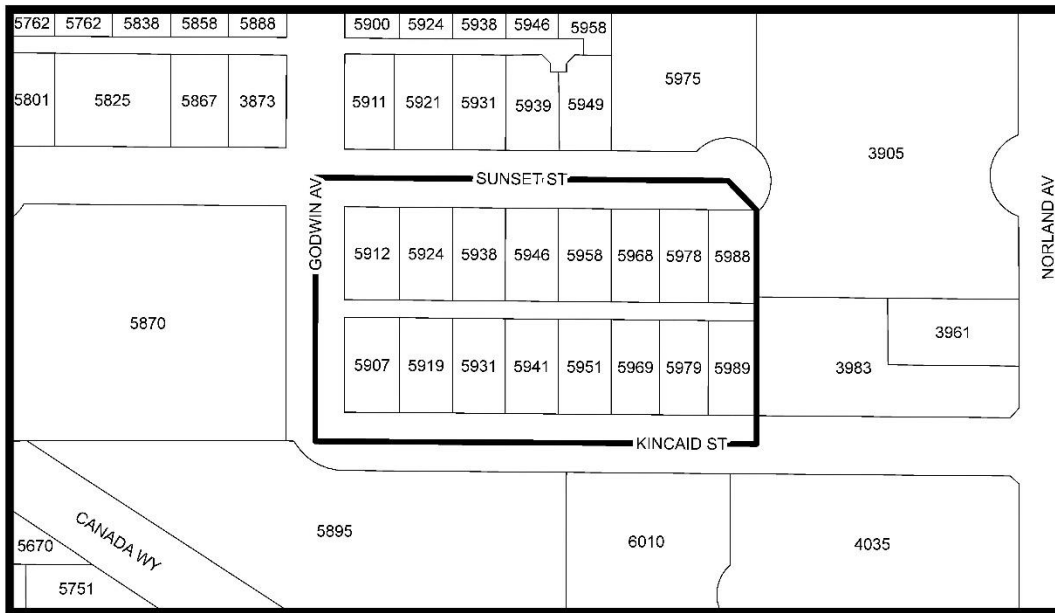 5762 5762 5838 5858 5888 5900 5924 5938 5946 5958
5801 5825 5867 3873 5911 5921 5931 5939 5949 5975
3905
SUNSET ST
GODWIN AV
NORLAND AV
5912 5924 5938 5946 5958 5968 5978 5988
5870
3961
5907 5919 5931 5941 5951 5969 5979 5989 3983
KINCAID ST
CANADA WY
5895 6010 4035
5670
5751